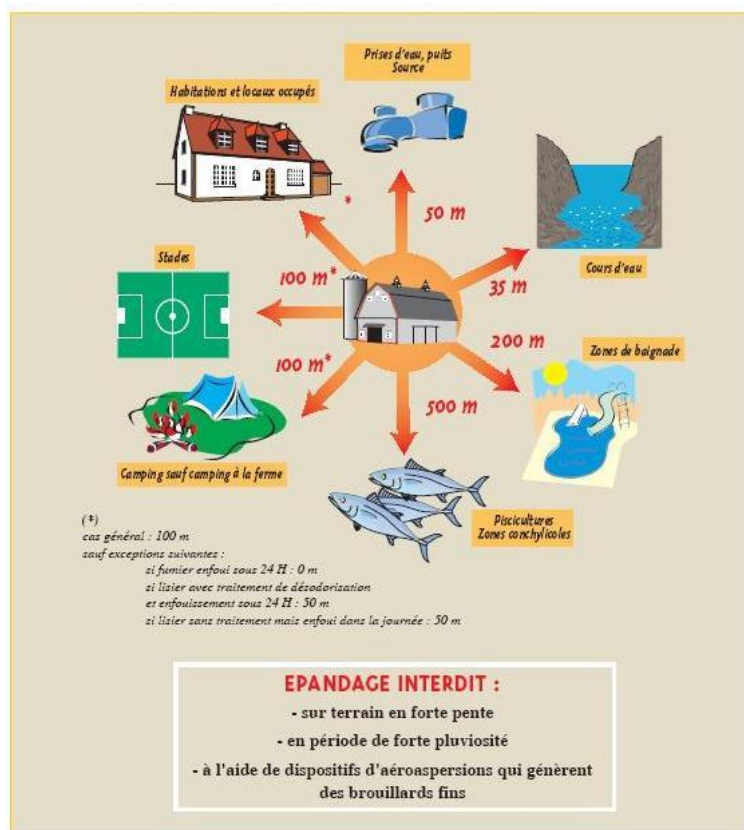 Prises d'eau, puits
Source
Habitations et locaux occupés
*
50 m
Cours d'eau
35 m
Stades
100 m*
200 m
Zones de baignade
100 m*
500 m
Camping sauf camping à la ferme
Piscicultures
Zones conchylicoles
(*)
cas général : 100 m
sauf exceptions suivantes :
si fumier enfoui sous 24 H : 0 m
si lisier avec traitement de désodorisation
et enfouissement sous 24 H : 50 m
si lisier sans traitement mais enfoui dans la journée : 50 m
EPANDAGE INTERDIT :
- sur terrain en forte pente
- en période de forte pluviosité
- à l'aide de dispositifs d'aéroaspersions qui génèrent
des brouillards fins